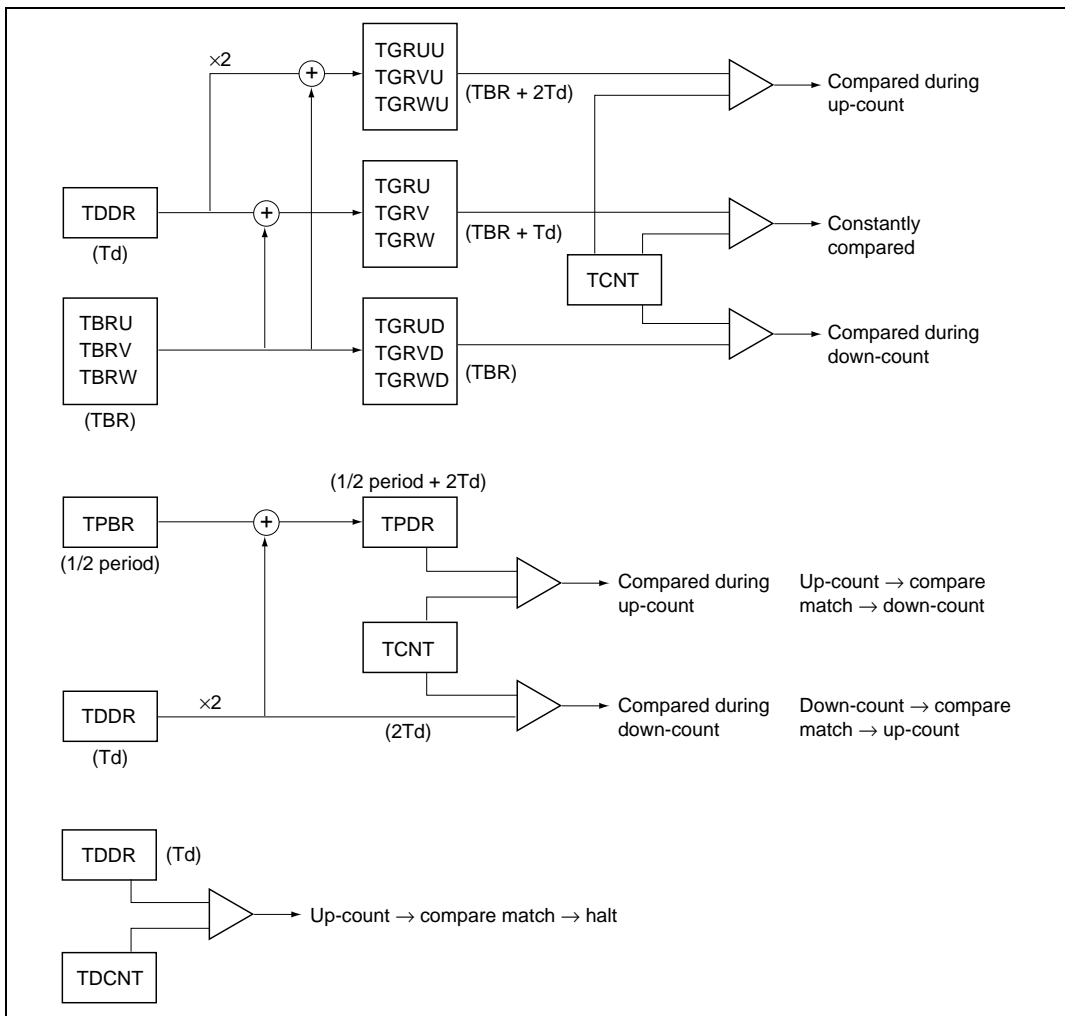 ×2
+
TGRUU
TGRVU
TGRWU
(TBR + 2Td)
Compared during
up-count
TDDR
(Td)
+
TGRU
TGRV
TGRW
(TBR + Td)
Constantly
compared
TCNT
TBRU
TBRV
TBRW
(TBR)
TGRUD
TGRVD
TGRWD
(TBR)
Compared during
down-count
(1/2 period + 2Td)
TPBR
(1/2 period)
+
TPDR
Compared during
up-count
Up-count → compare
match → down-count
TCNT
TDDR
(Td)
×2
(2Td)
Compared during
down-count
Down-count → compare
match → up-count
TDDR
(Td)
Up-count → compare match → halt
TDCNT